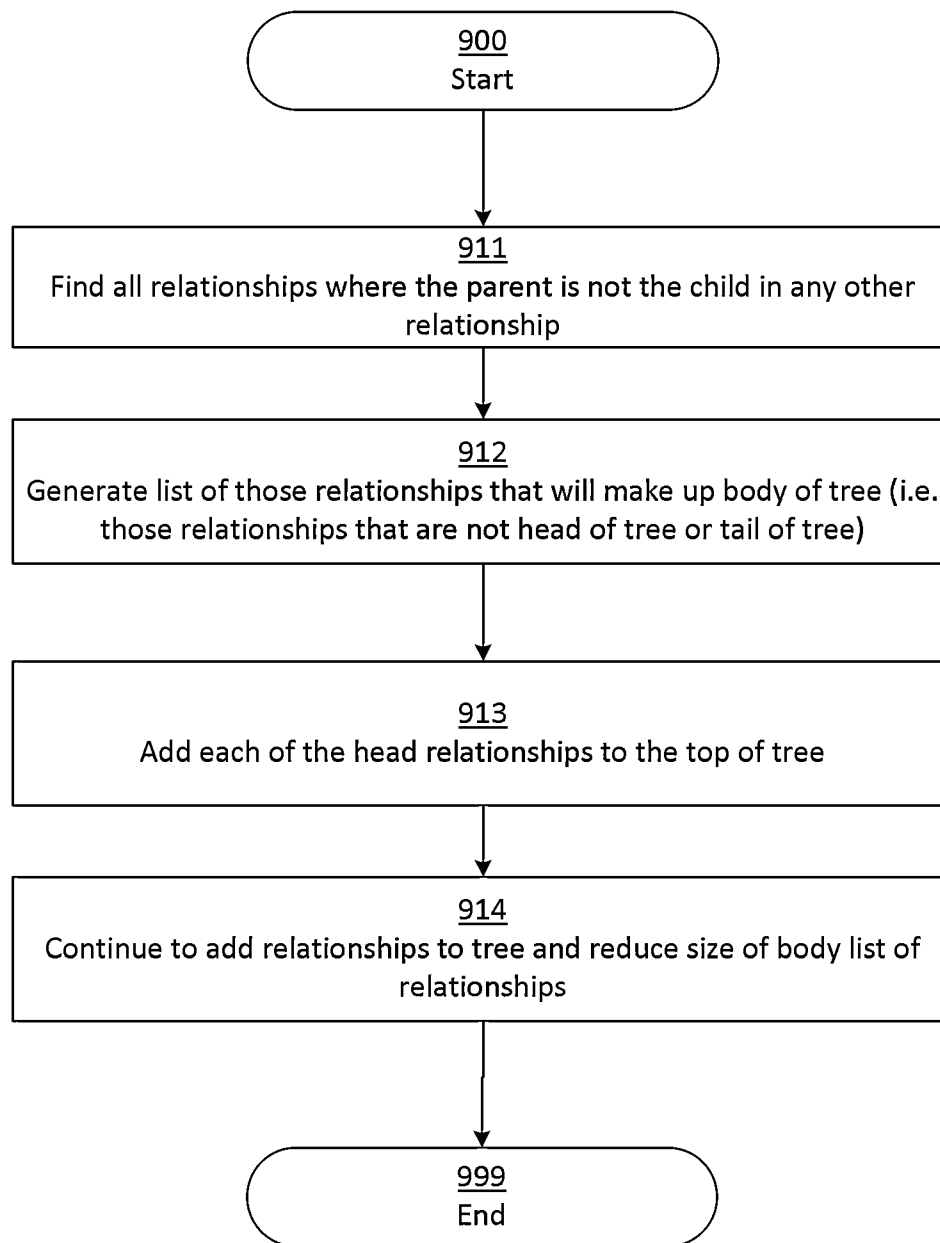 900
Start
911
Find all relationships where the parent is not the child in any other
relationship
912
Generate list of those relationships that will make up body of tree (i.e.
those relationships that are not head of tree or tail of tree)
913
Add each of the head relationships to the top of tree
914
Continue to add relationships to tree and reduce size of body list of
relationships
999
End